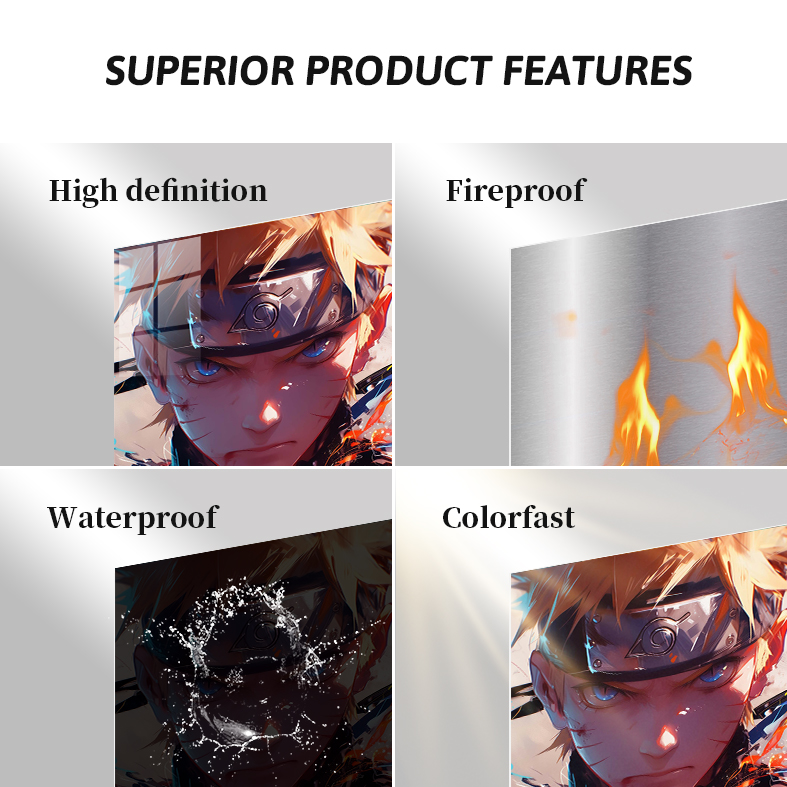 SUPERIOR PRODUCT FEATURES
High definition
Fireproof
Waterproof
Colorfast